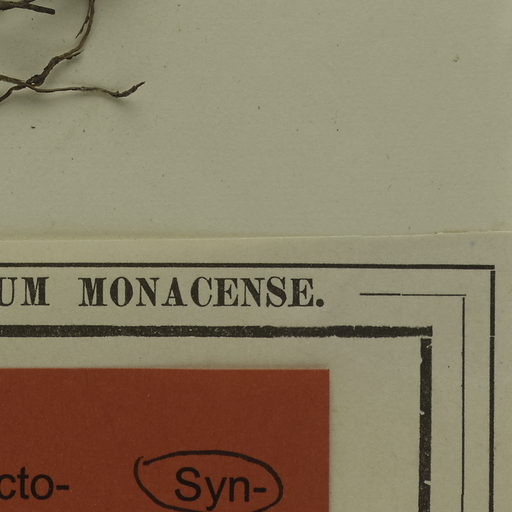 UM MONACENSE.
cto- Syn-